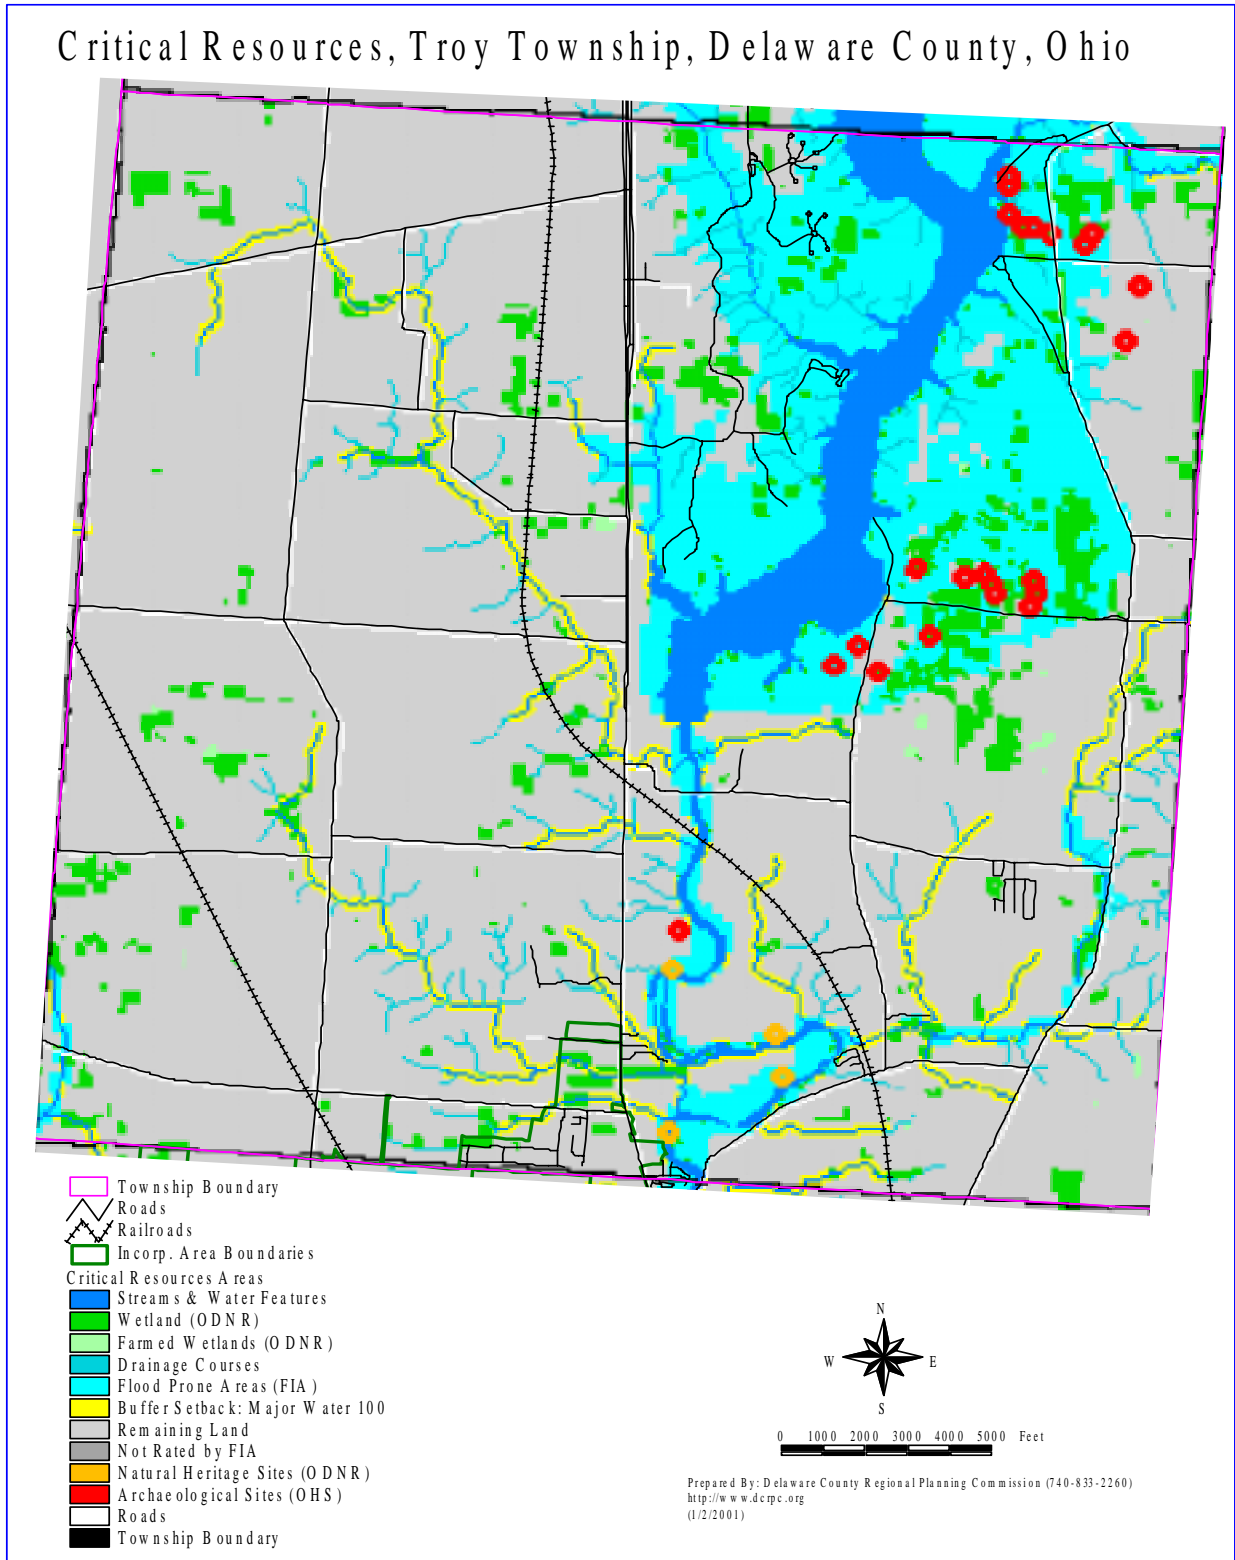 Critical Resources, Troy Township, Delaware County, Ohio
Township Boundary
Roads
Railroads
Incorp. Area Boundaries
Critical Resources Areas
Streams & Water Features
Wetland (ODNR)
Farmed Wetlands (ODNR)
Drainage Courses
Flood Prone Areas (FIA)
Buffer Setback: Major Water 100
Remaining Land
Not Rated by FIA
Natural Heritage Sites (ODNR)
Archaeological Sites (OHS)
Roads
Township Boundary
N
W E
S
0 1000 2000 3000 4000 5000 Feet
Prepared By: Delaware County Regional Planning Commission (740-833-2260)
http://www.dcrpc.org
(1/2/2001)